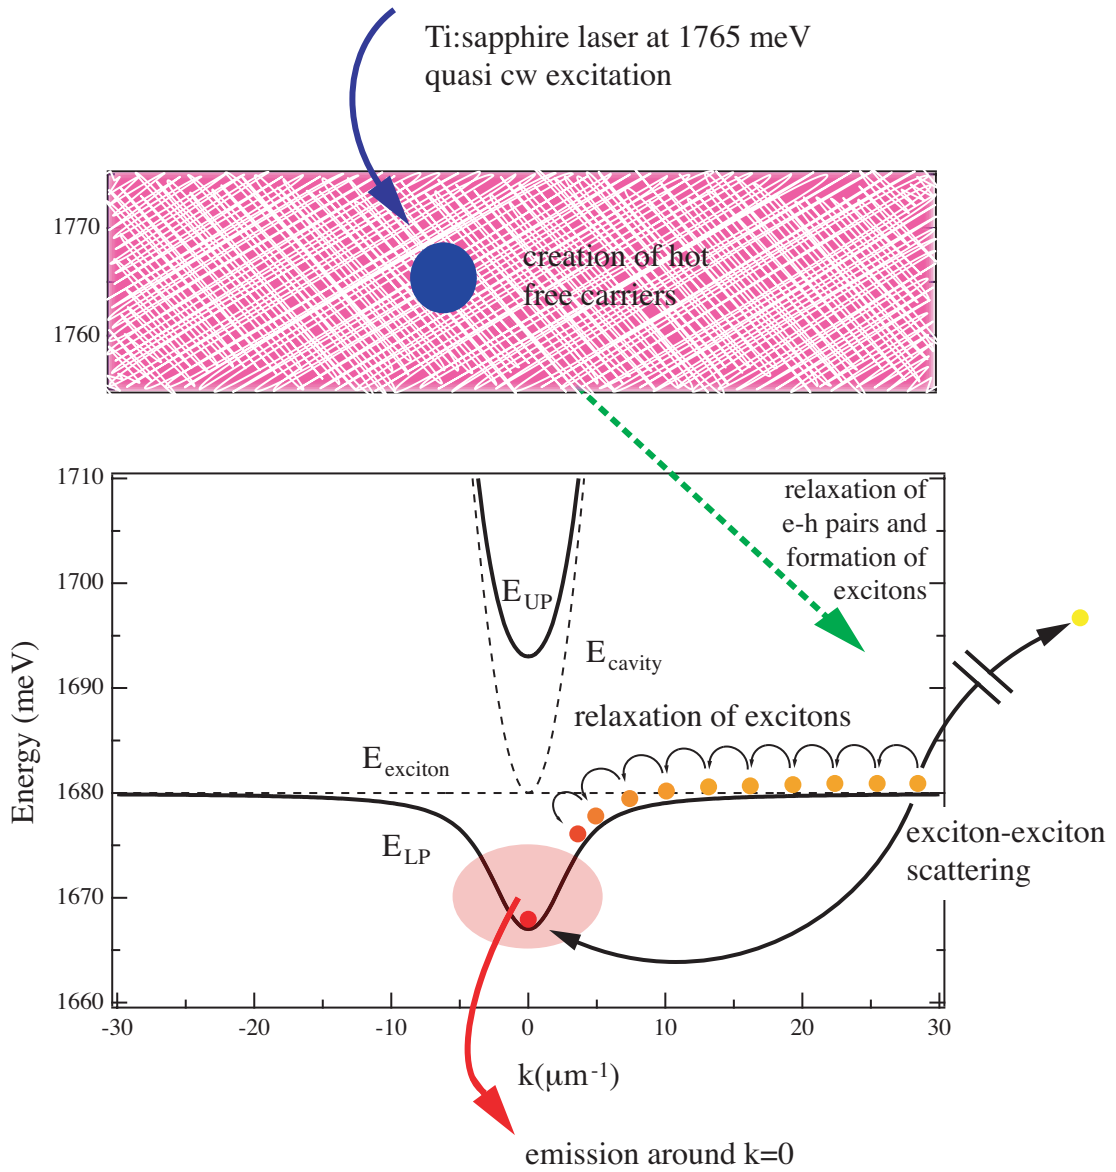 Ti:sapphire laser at 1765 meV
quasi cw excitation
1770
creation of hot
free carriers
1760
1710
relaxation of
e-h pairs and
formation of
excitons
1700
E_UP
E_cavity
1690
relaxation of excitons
E_exciton
1680
exciton-exciton
scattering
E_LP
1670
1660
Energy (meV)
-30
-20
-10
0
10
20
30
k(μm⁻¹)
emission around k=0